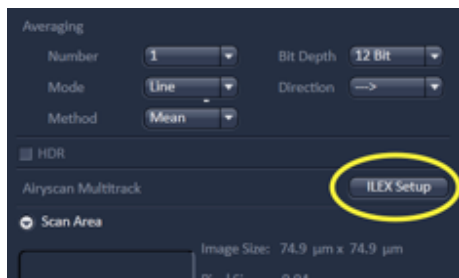 Averaging
Number 1 Bit Depth 12 Bit
Mode Line Direction --->
Method Mean
HDR
Airyscan Multitrack ILEX Setup
Scan Area
Image Size: 74.9 µm x 74.9 µm